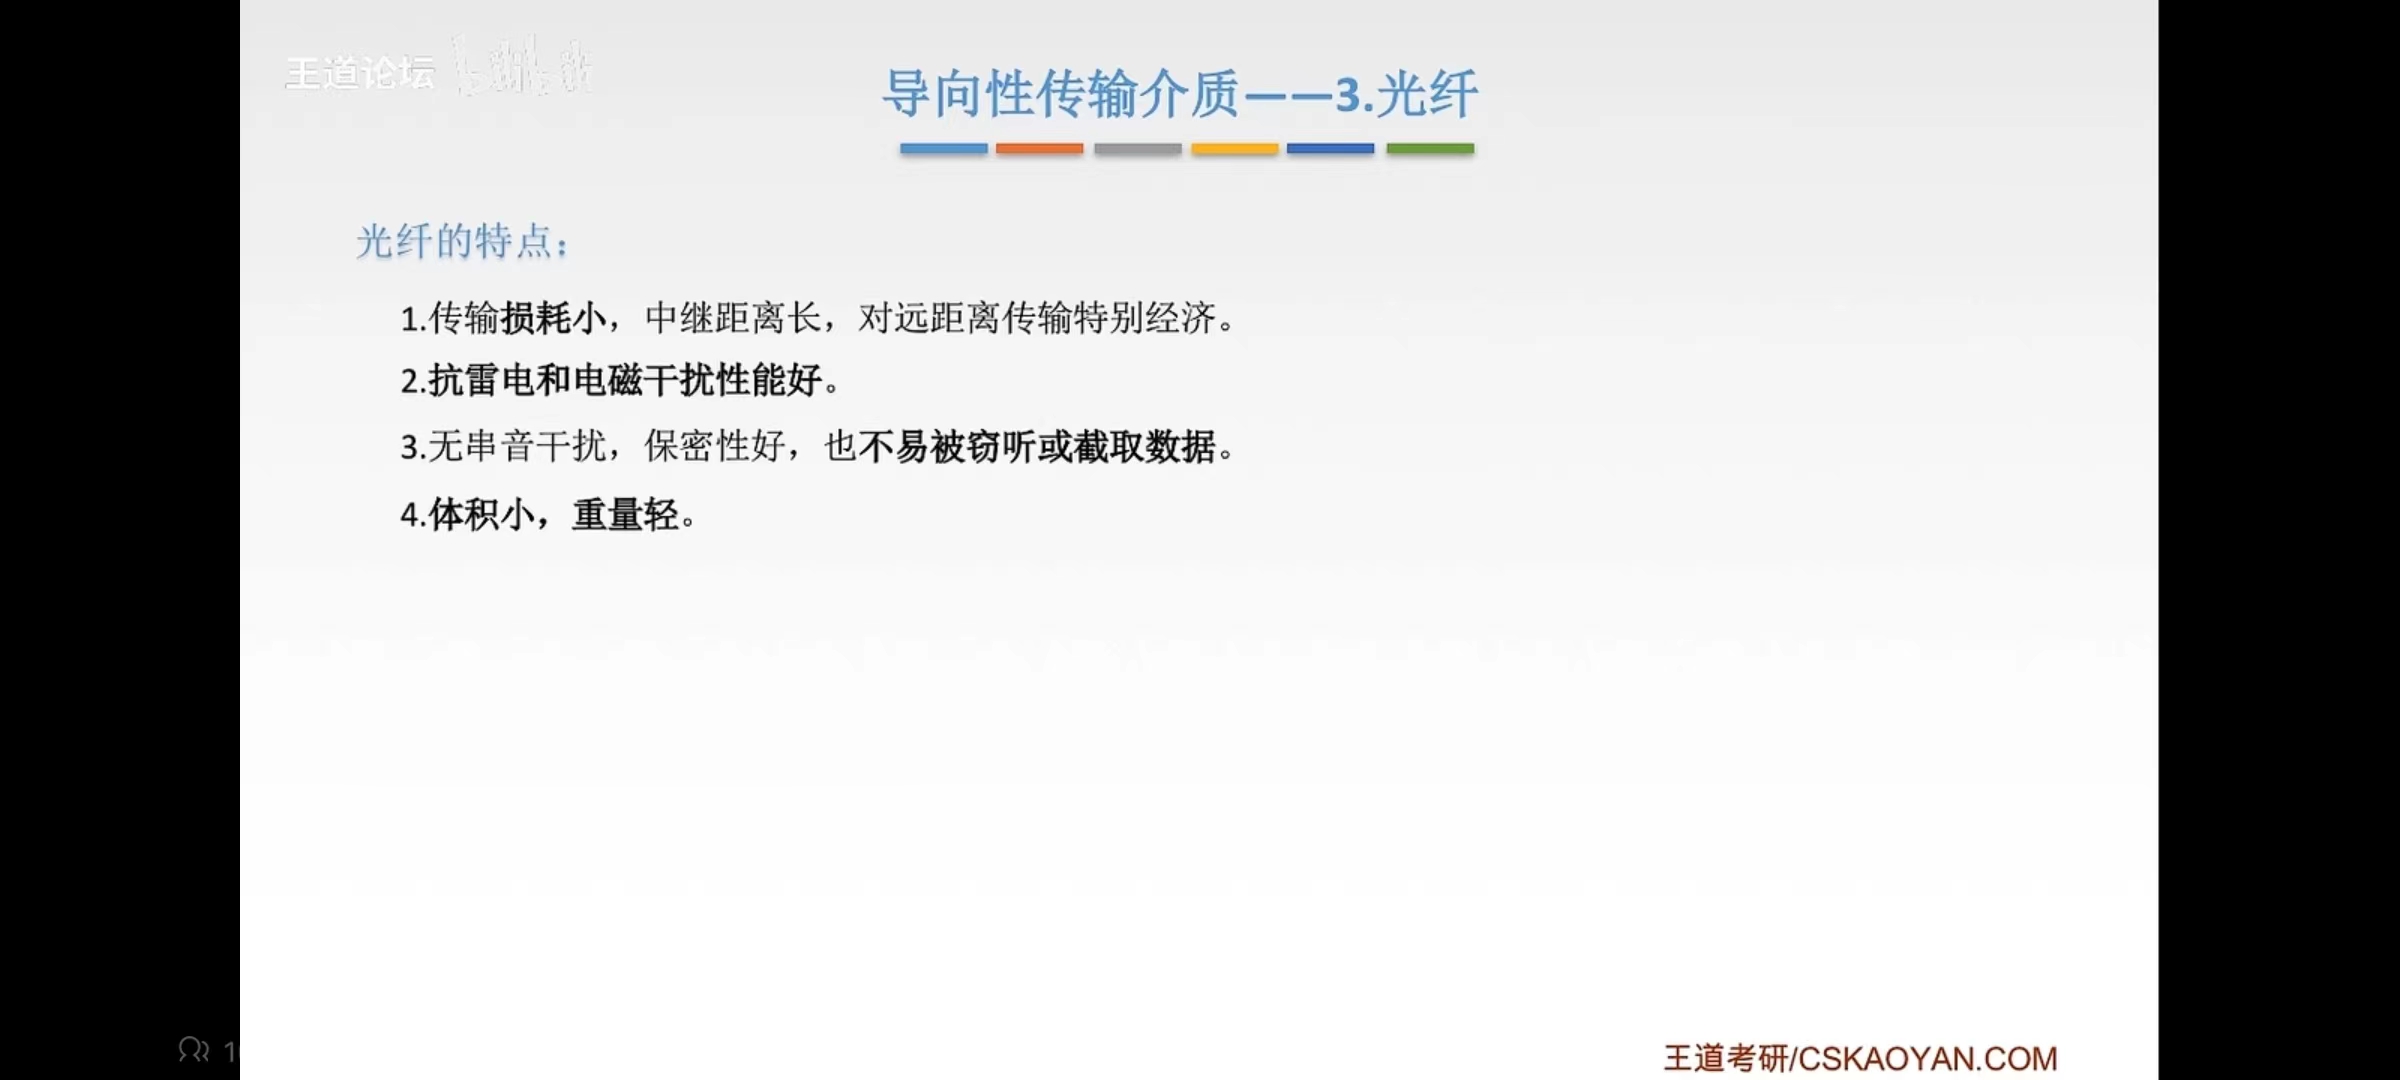 王道论坛 bilibili
导向性传输介质——3.光纤
光纤的特点：
1.传输损耗小，中继距离长，对远距离传输特别经济。
2.抗雷电和电磁干扰性能好。
3.无串音干扰，保密性好，也不易被窃听或截取数据。
4.体积小，重量轻。
王道考研/CSKAOYAN.COM